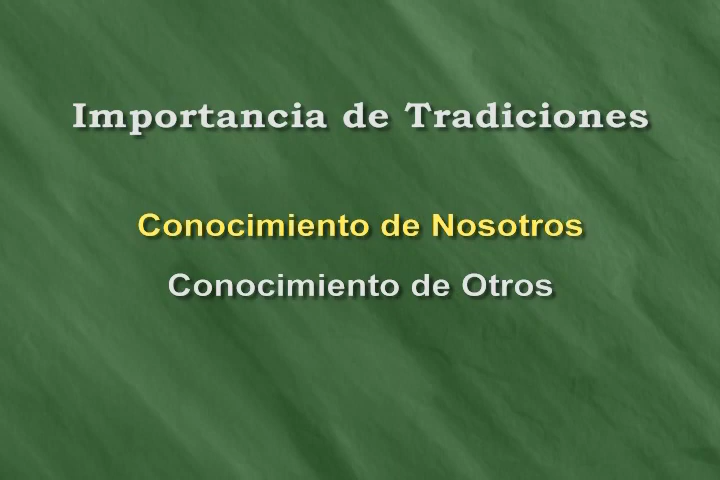 Importancia de Tradiciones
Conocimiento de Nosotros
Conocimiento de Otros